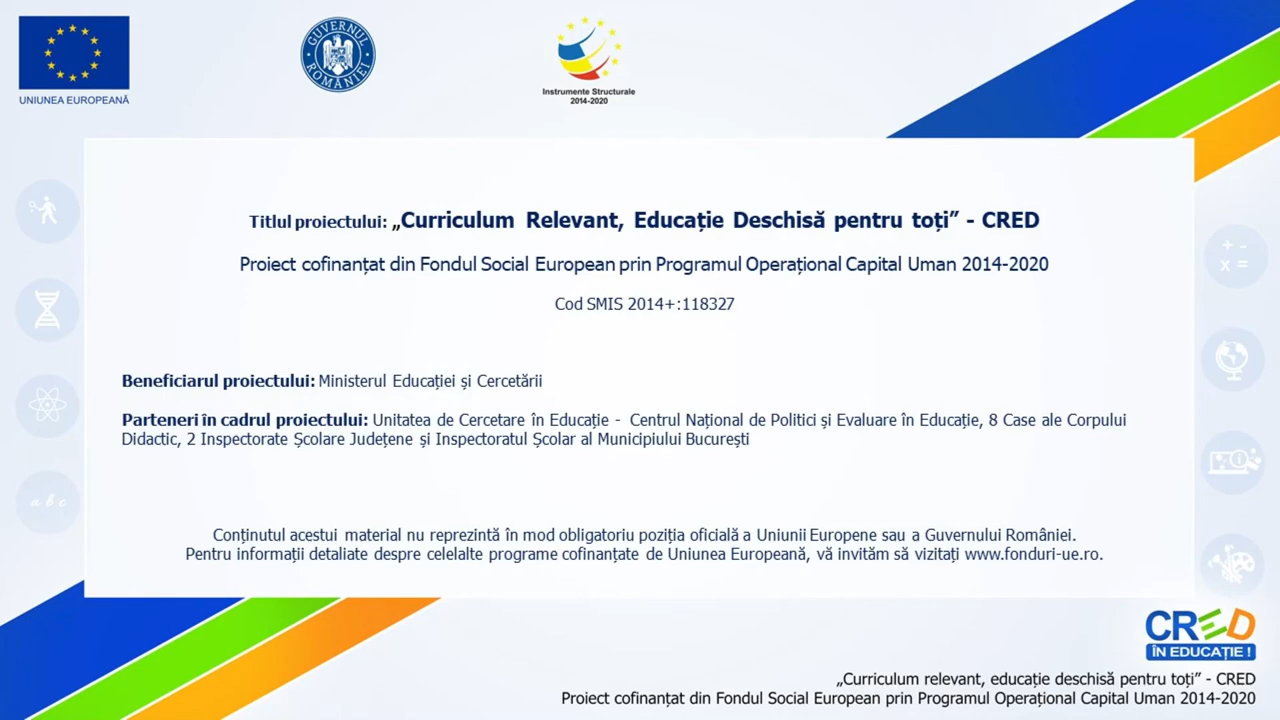 UNIUNEA EUROPEANĂ
GUVERNUL ROMÂNIEI
Instrumente Structurale
2014-2020
Titlul proiectului: „Curriculum Relevant, Educație Deschisă pentru toți” - CRED
Proiect cofinanțat din Fondul Social European prin Programul Operațional Capital Uman 2014-2020
Cod SMIS 2014+:118327
Beneficiarul proiectului: Ministerul Educației și Cercetării
Parteneri în cadrul proiectului: Unitatea de Cercetare în Educație - Centrul Național de Politici și Evaluare în Educație, 8 Case ale Corpului
Didactic, 2 Inspectorate Școlare Județene și Inspectoratul Școlar al Municipiului București
a b c
+ -
x =
Conținutul acestui material nu reprezintă în mod obligatoriu poziția oficială a Uniunii Europene sau a Guvernului României.
Pentru informații detaliate despre celelalte programe cofinanțate de Uniunea Europeană, vă invităm să vizitați www.fonduri-ue.ro.
CRED
ÎN EDUCAȚIE !
„Curriculum relevant, educație deschisă pentru toți” - CRED
Proiect cofinanțat din Fondul Social European prin Programul Operațional Capital Uman 2014-2020